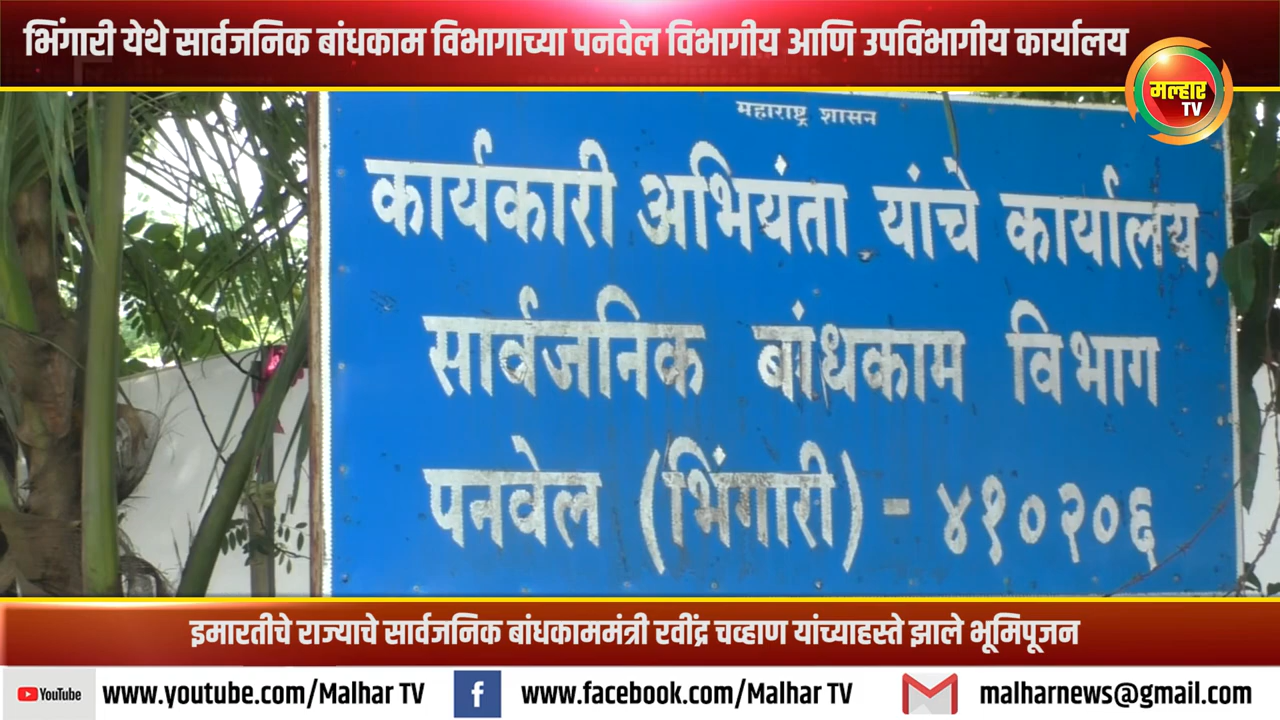 भिंगारी येथे सार्वजनिक बांधकाम विभागाच्या पनवेल विभागीय आणि उपविभागीय कार्यालय
मल्हार
TV
महाराष्ट्र शासन
कार्यकारी अभियंता यांचे कार्यालय,
सार्वजनिक बांधकाम विभाग
पनवेल (भिंगारी) - ४१०२०६
इमारतीचे राज्याचे सार्वजनिक बांधकाममंत्री रवींद्र चव्हाण यांच्याहस्ते झाले भूमिपूजन
YouTube www.youtube.com/Malhar TV f www.facebook.com/Malhar TV malharnews@gmail.com